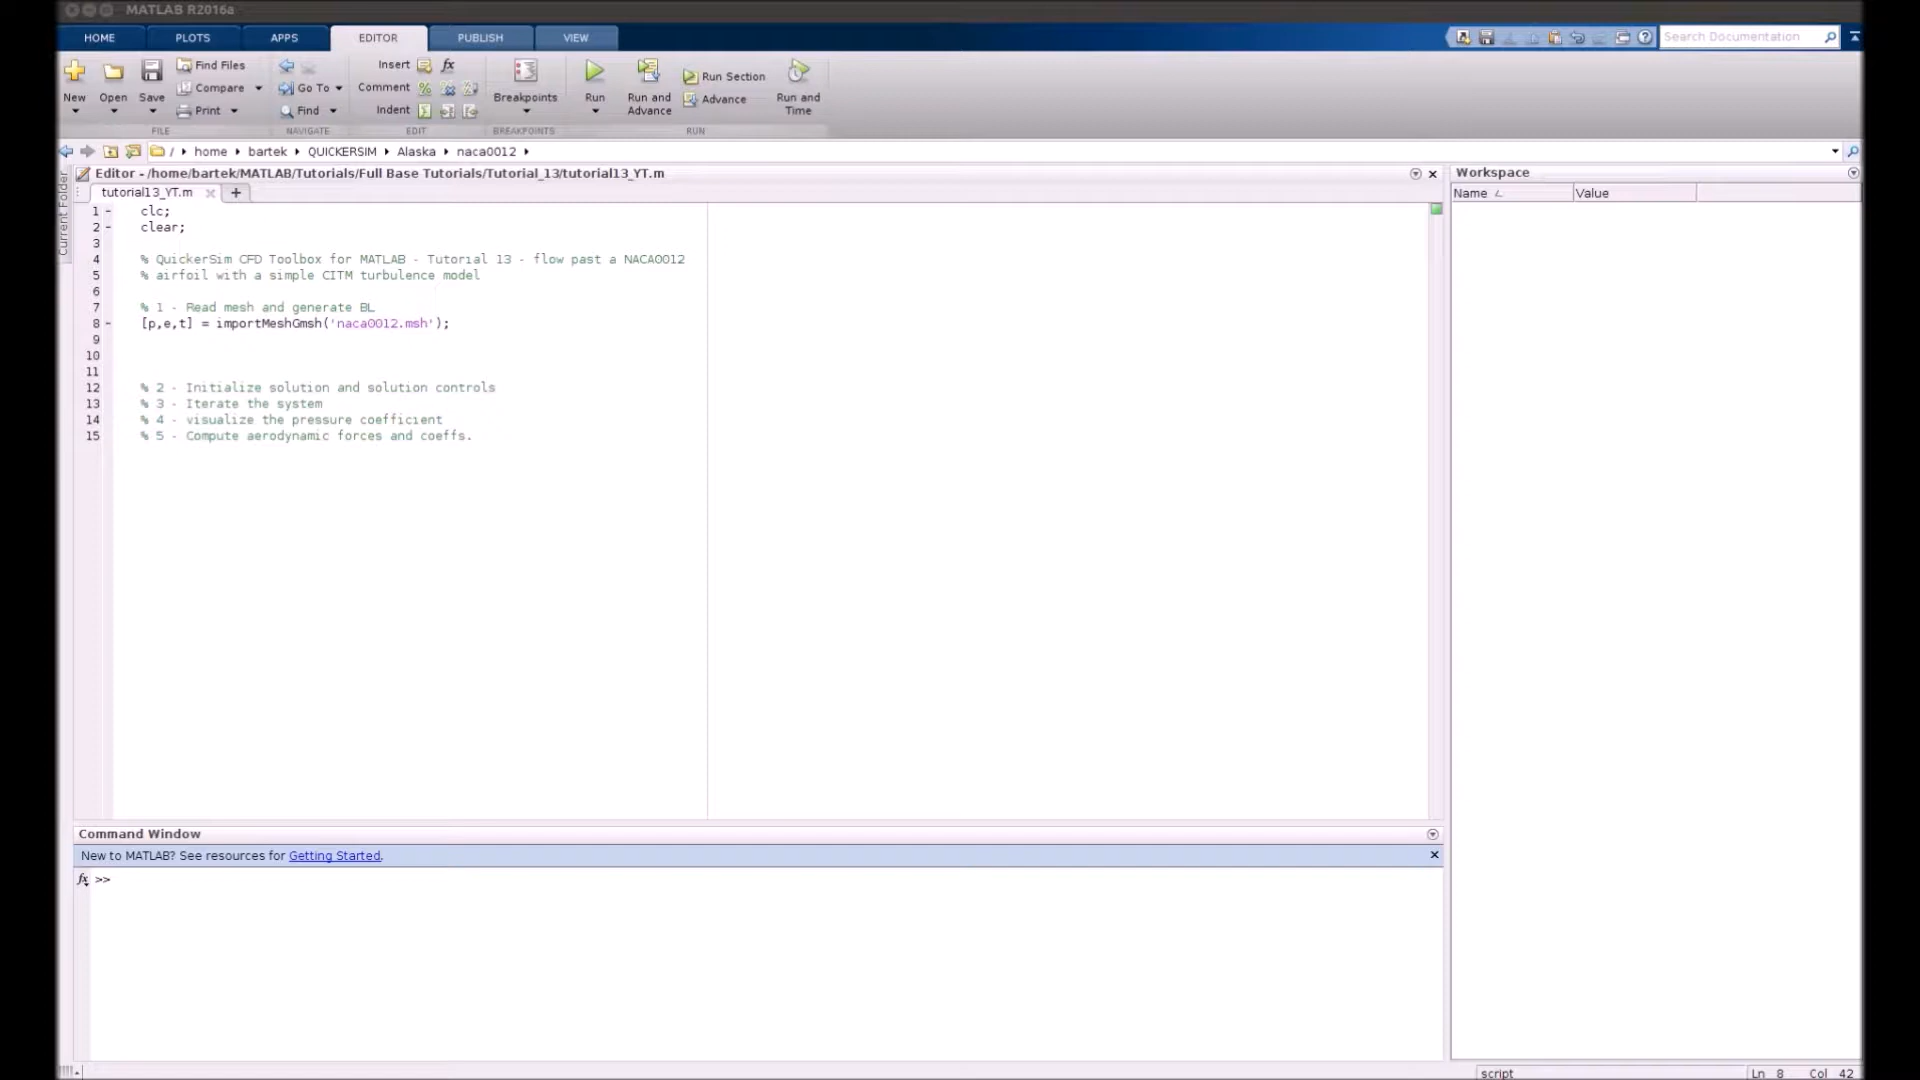 MATLAB R2016a
HOME PLOTS APPS EDITOR PUBLISH VIEW
Search Documentation
New Open Save Find Files Compare Print
FILE
Go To Find
NAVIGATE
Insert fx
Comment
Indent
EDIT
Breakpoints
BREAKPOINTS
Run Run and Advance Run Section Advance Run and Time
RUN
/ home bartek QUICKERSIM Alaska naca0012
Current Folder
Editor - /home/bartek/MATLAB/Tutorials/Full Base Tutorials/Tutorial_13/tutorial13_YT.m
tutorial13_YT.m +
1 - clc;
2 - clear;
3
4 % QuickerSim CFD Toolbox for MATLAB - Tutorial 13 - flow past a NACA0012
5 % airfoil with a simple CITM turbulence model
6
7 % 1 - Read mesh and generate BL
8 - [p,e,t] = importMeshGmsh('naca0012.msh');
9
10
11
12 % 2 - Initialize solution and solution controls
13 % 3 - Iterate the system
14 % 4 - visualize the pressure coefficient
15 % 5 - Compute aerodynamic forces and coeffs.
Workspace
Name Value
Command Window
New to MATLAB? See resources for Getting Started.
fx >>
script Ln 8 Col 42